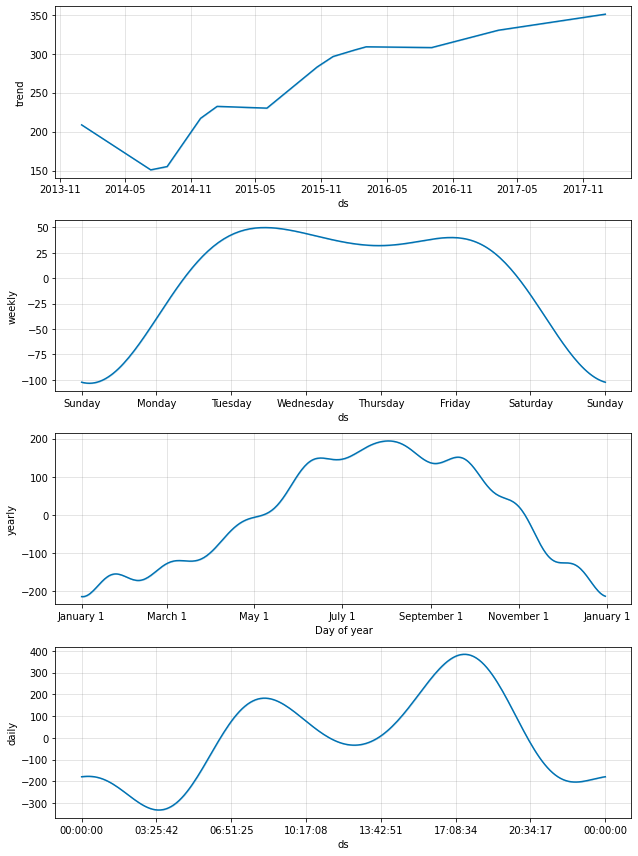 350
300
250
200
150
trend
2013-11 2014-05 2014-11 2015-05 2015-11 2016-05 2016-11 2017-05 2017-11
ds
50
25
0
−25
−50
−75
−100
weekly
Sunday Monday Tuesday Wednesday Thursday Friday Saturday Sunday
ds
200
100
0
−100
−200
yearly
January 1 March 1 May 1 July 1 September 1 November 1 January 1
Day of year
400
300
200
100
0
−100
−200
−300
daily
00:00:00 03:25:42 06:51:25 10:17:08 13:42:51 17:08:34 20:34:17 00:00:00
ds